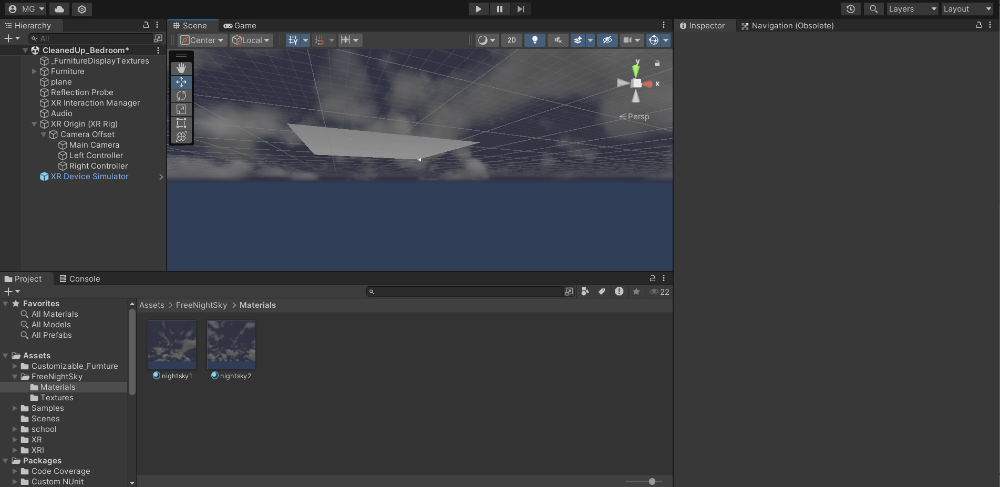 MG
Layers
Layout
Hierarchy
All
CleanedUp_Bedroom*
_FurnitureDisplayTextures
Furniture
plane
Reflection Probe
XR Interaction Manager
Audio
XR Origin (XR Rig)
Camera Offset
Main Camera
Left Controller
Right Controller
XR Device Simulator
Scene
Game
Center
Local
2D
y
x
Persp
Inspector
Navigation (Obsolete)
Project
Console
22
Favorites
All Materials
All Models
All Prefabs
Assets
Customizable_Furnture
FreeNightSky
Materials
Textures
Samples
Scenes
school
XR
XRI
Packages
Code Coverage
Custom NUnit
Assets > FreeNightSky > Materials
nightsky1
nightsky2